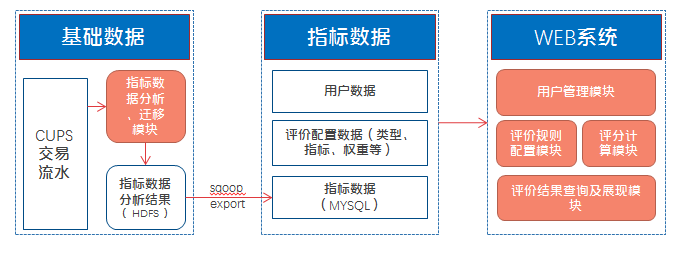 基础数据
CUPS
交易
流水
指标数
据分析
、迁移
模块
指标数据
分析结果
（ HDFS）
sqoop
export
指标数据
用户数据
评价配置数据（类型、
指标、权重等）
指标数据
（MYSQL）
WEB系统
用户管理模块
评价规则
配置模块
评分计
算模块
评价结果查询及展现模
块